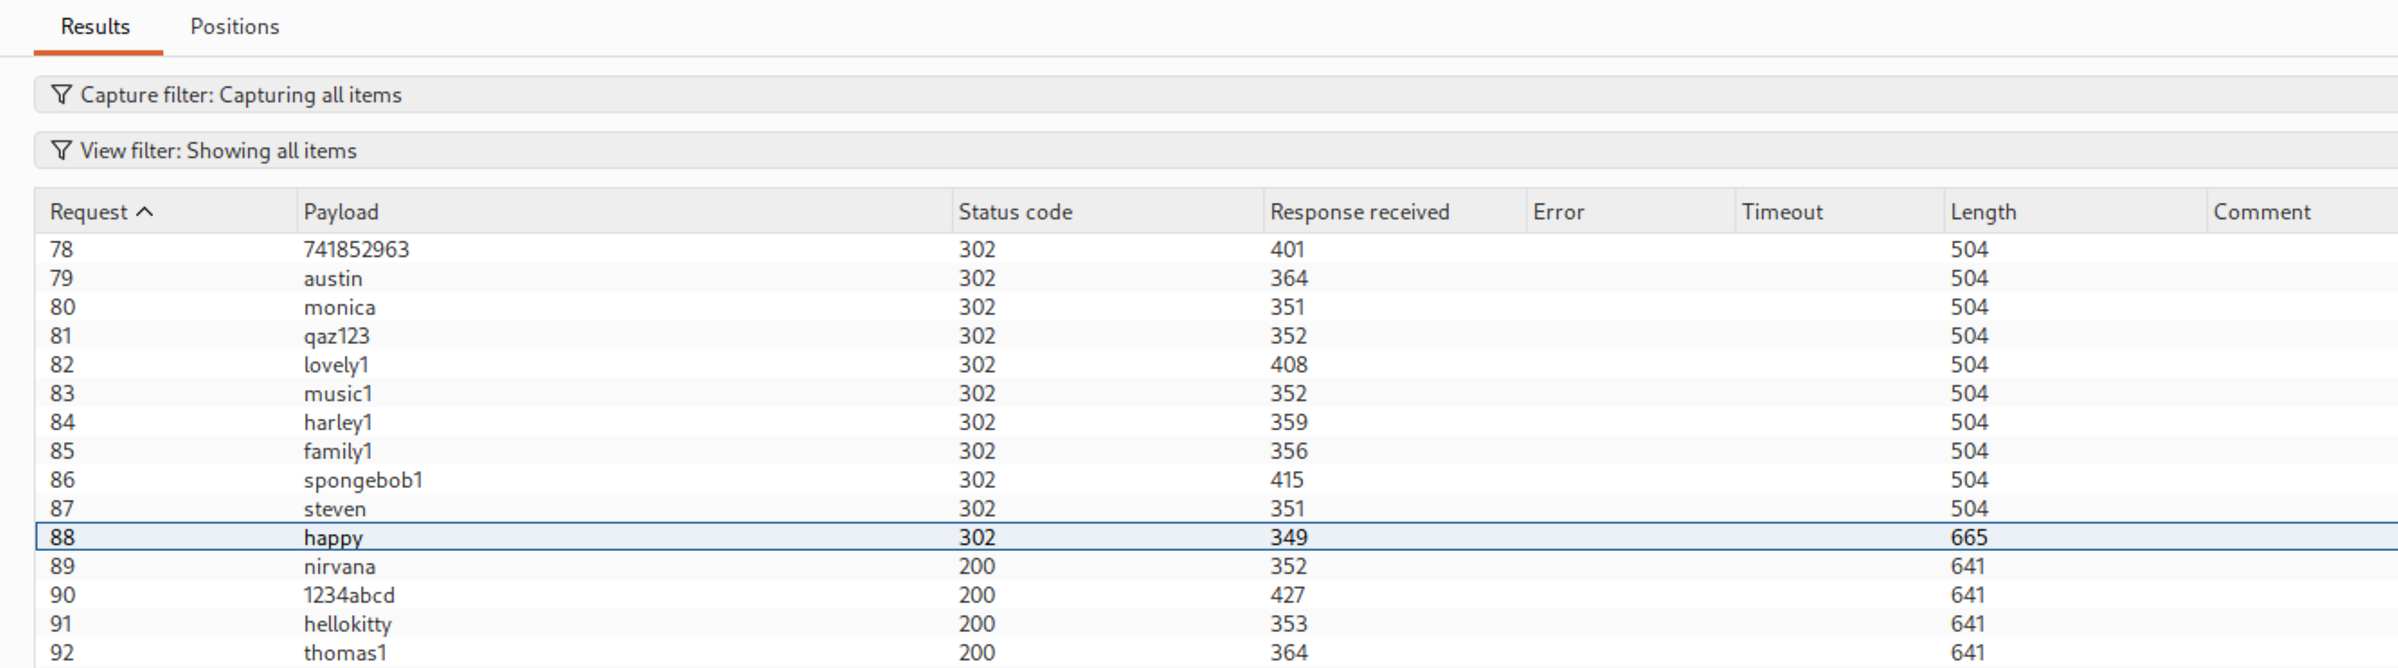 Results Positions
Capture filter: Capturing all items
View filter: Showing all items
Request Payload Status code Response received Error Timeout Length Comment
78 741852963 302 401 504
79 austin 302 364 504
80 monica 302 351 504
81 qaz123 302 352 504
82 lovely1 302 408 504
83 music1 302 352 504
84 harley1 302 359 504
85 family1 302 356 504
86 spongebob1 302 415 504
87 steven 302 351 504
88 happy 302 349 665
89 nirvana 200 352 641
90 1234abcd 200 427 641
91 hellokitty 200 353 641
92 thomas1 200 364 641